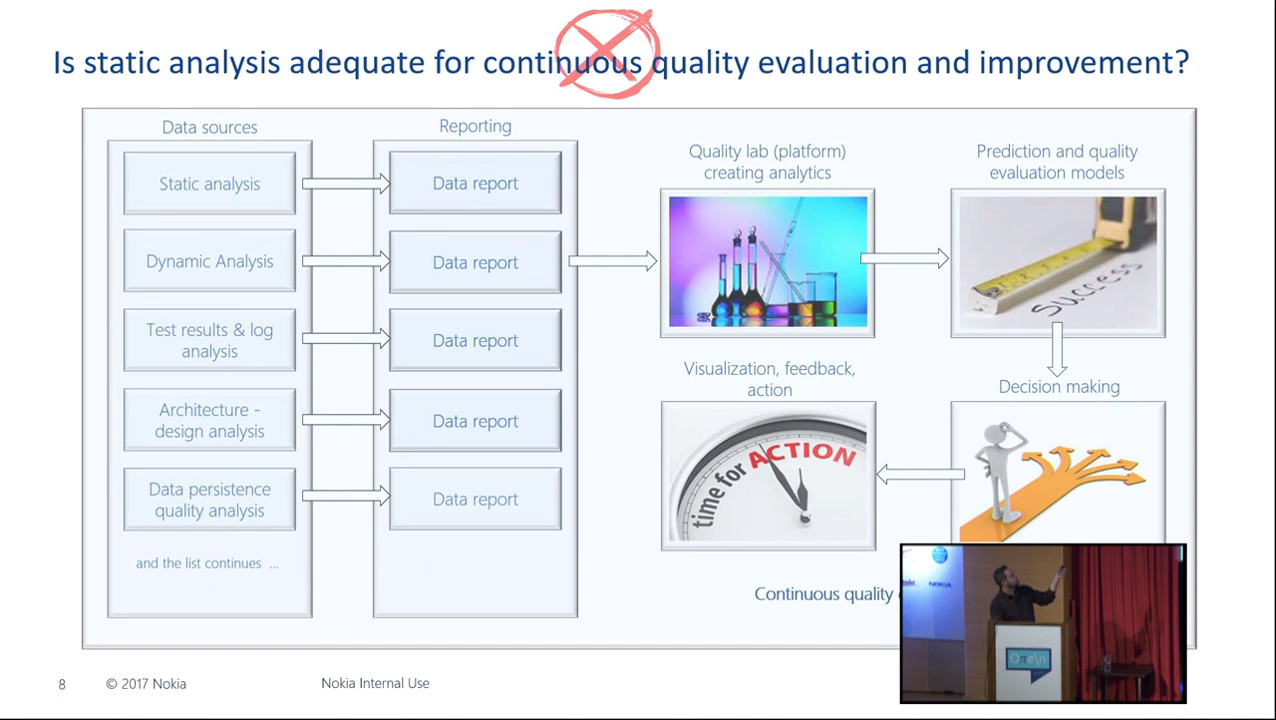 Is static analysis adequate for continuous quality evaluation and improvement?
Data sources
Static analysis
Dynamic Analysis
Test results & log
analysis
Architecture -
design analysis
Data persistence
quality analysis
and the list continues ...
Reporting
Data report
Data report
Data report
Data report
Data report
Quality lab (platform)
creating analytics
Prediction and quality
evaluation models
Success
Decision making
Visualization, feedback,
action
time for ACTION
Continuous quality
NOKIA
8
© 2017 Nokia
Nokia Internal Use